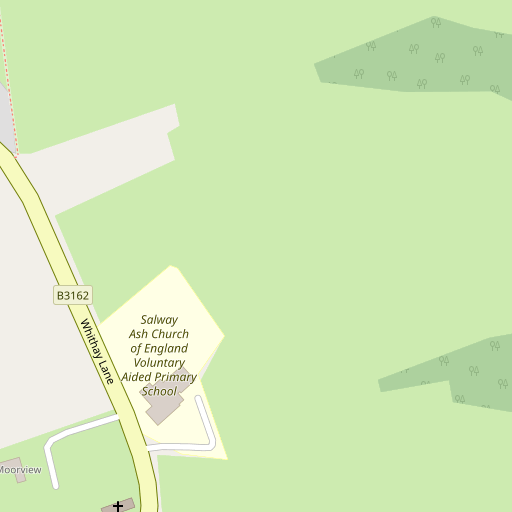 B3162
Whithay Lane
Salway
Ash Church
of England
Voluntary
Aided Primary
School
Moorview